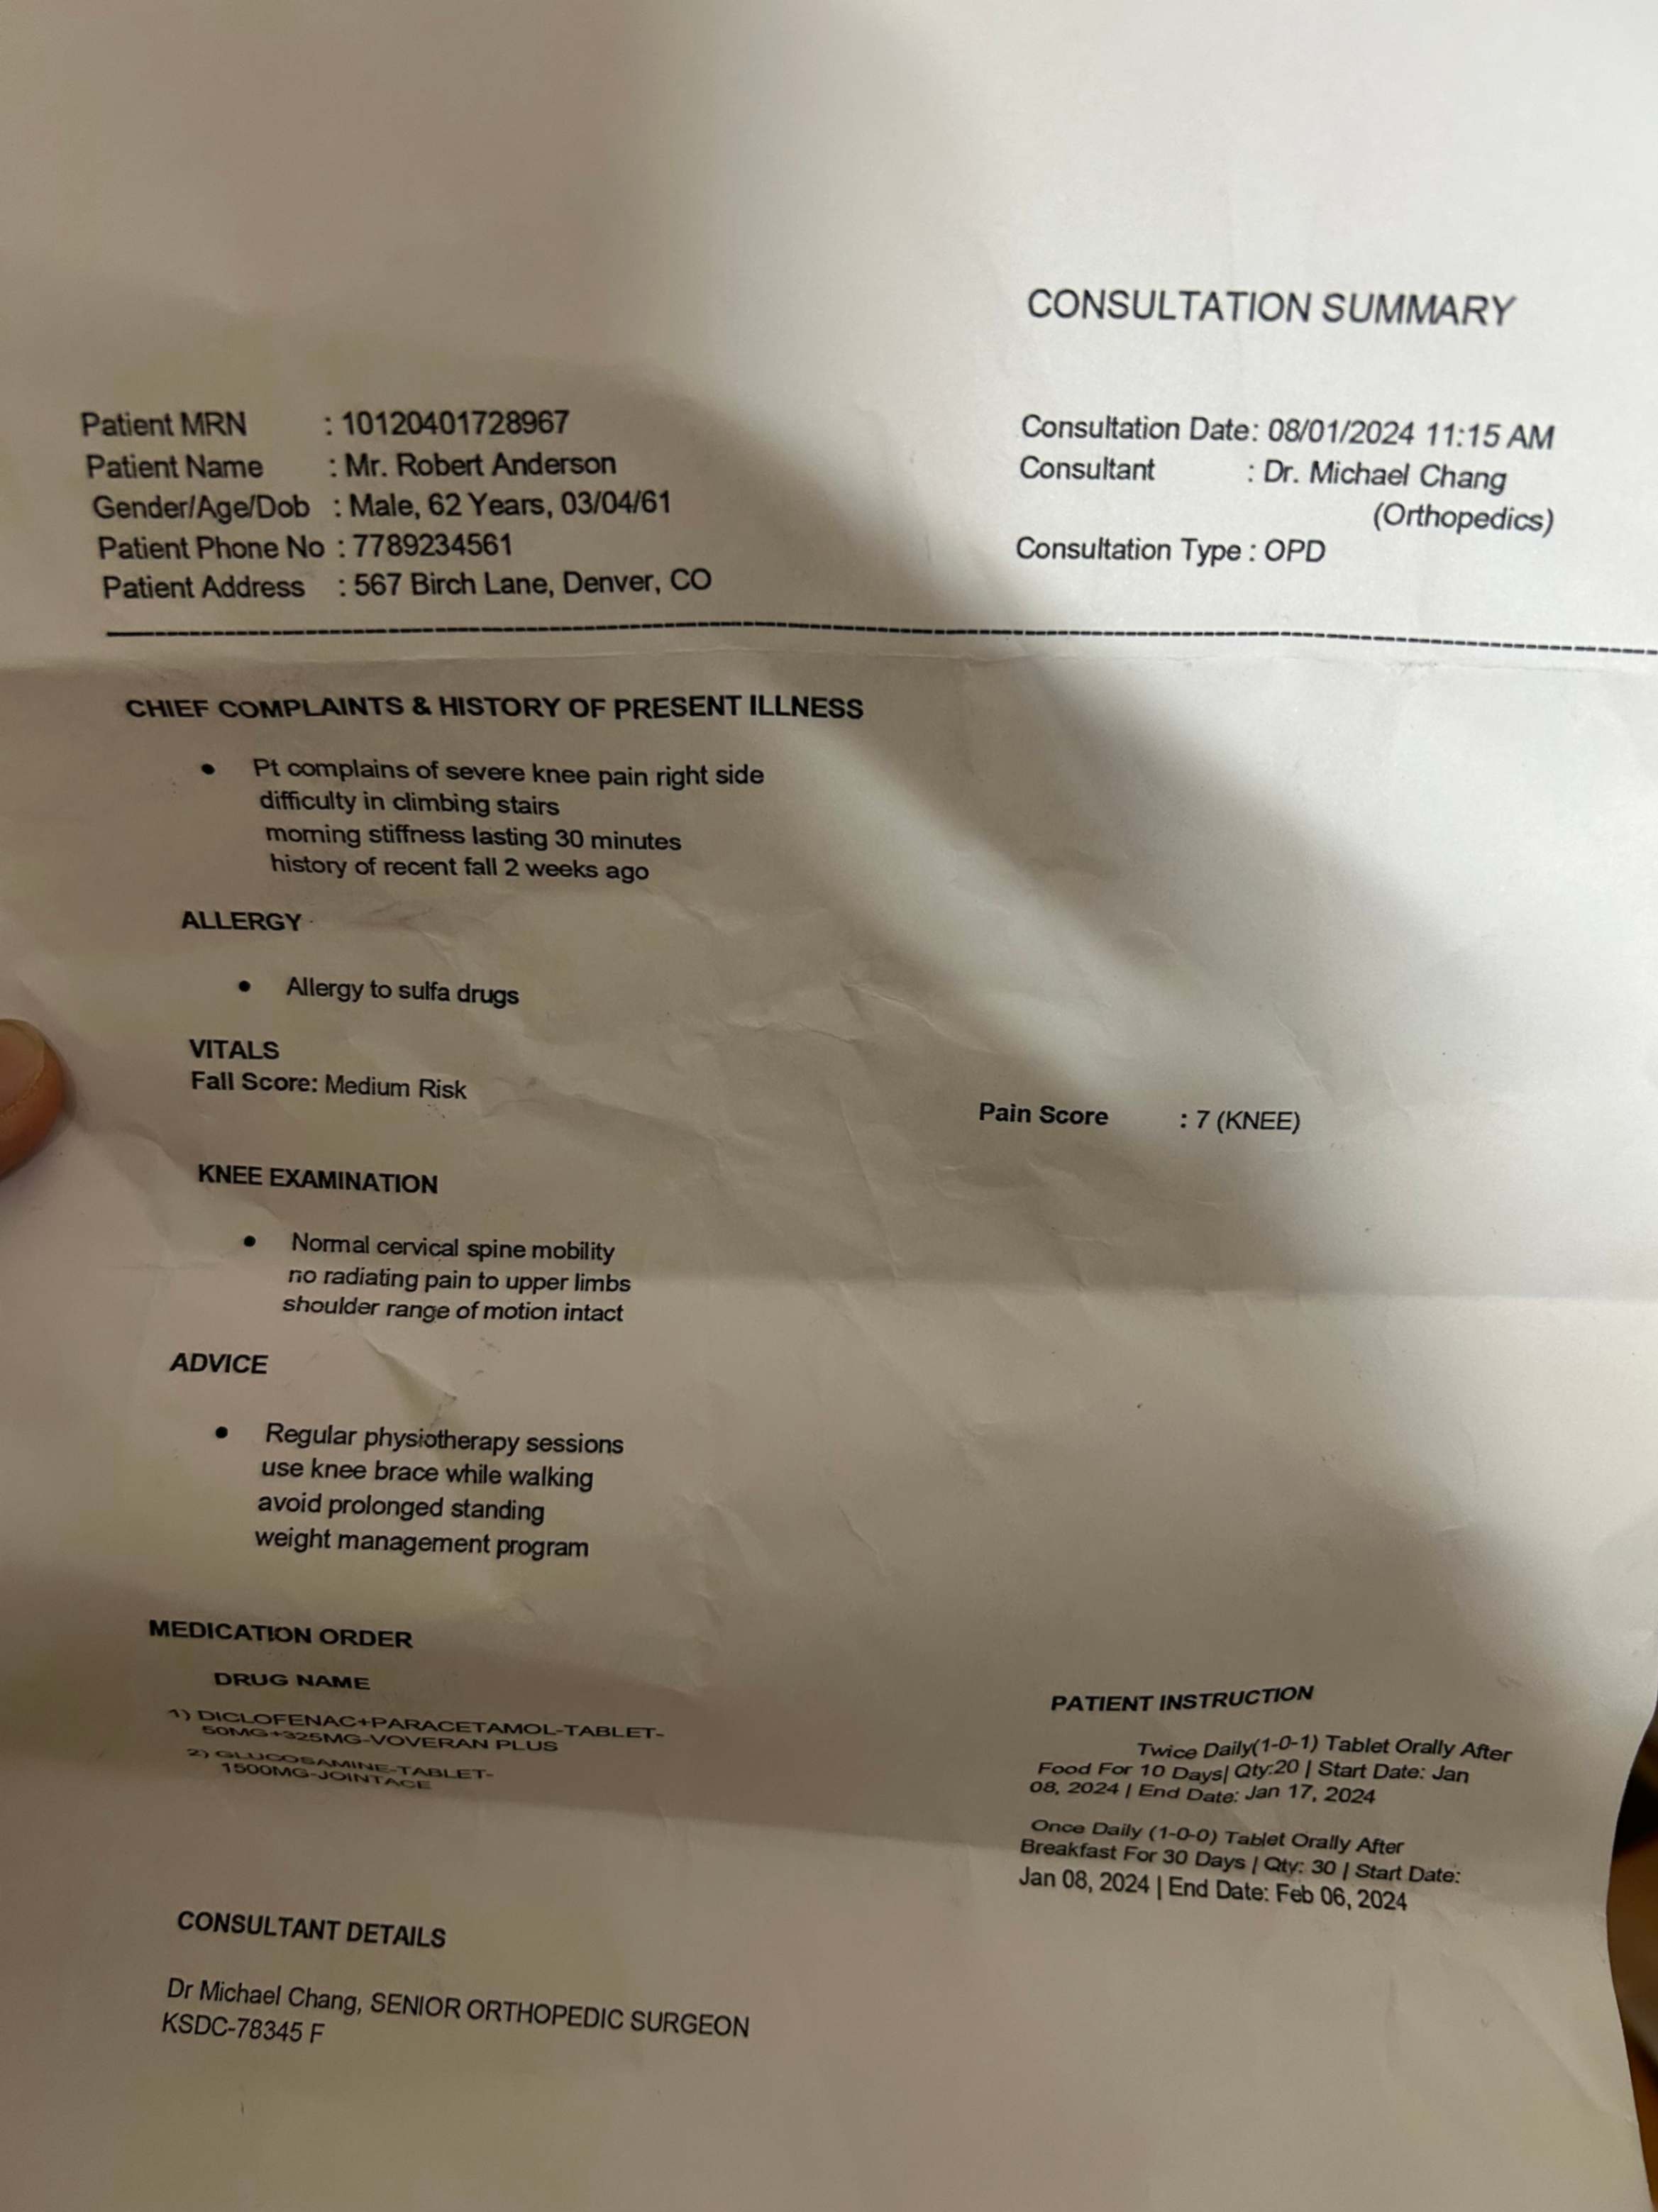 CONSULTATION SUMMARY
Patient MRN : 10120401728967
Patient Name : Mr. Robert Anderson
Gender/Age/Dob : Male, 62 Years, 03/04/61
Patient Phone No : 7789234561
Patient Address : 567 Birch Lane, Denver, CO
Consultation Date: 08/01/2024 11:15 AM
Consultant : Dr. Michael Chang
(Orthopedics)
Consultation Type : OPD
CHIEF COMPLAINTS & HISTORY OF PRESENT ILLNESS
• Pt complains of severe knee pain right side
difficulty in climbing stairs
morning stiffness lasting 30 minutes
history of recent fall 2 weeks ago
ALLERGY
• Allergy to sulfa drugs
VITALS
Fall Score: Medium Risk
Pain Score : 7 (KNEE)
KNEE EXAMINATION
• Normal cervical spine mobility
no radiating pain to upper limbs
shoulder range of motion intact
ADVICE
• Regular physiotherapy sessions
use knee brace while walking
avoid prolonged standing
weight management program
MEDICATION ORDER
DRUG NAME
1) DICLOFENAC+PARACETAMOL-TABLET-
50MG+325MG-VOVERAN PLUS
2) GLUCOSAMINE-TABLET-
1500MG-JOINTACE
PATIENT INSTRUCTION
Twice Daily(1-0-1) Tablet Orally After
Food For 10 Days| Qty:20 | Start Date: Jan
08, 2024 | End Date: Jan 17, 2024
Once Daily (1-0-0) Tablet Orally After
Breakfast For 30 Days | Qty: 30 | Start Date:
Jan 08, 2024 | End Date: Feb 06, 2024
CONSULTANT DETAILS
Dr Michael Chang, SENIOR ORTHOPEDIC SURGEON
KSDC-78345 F